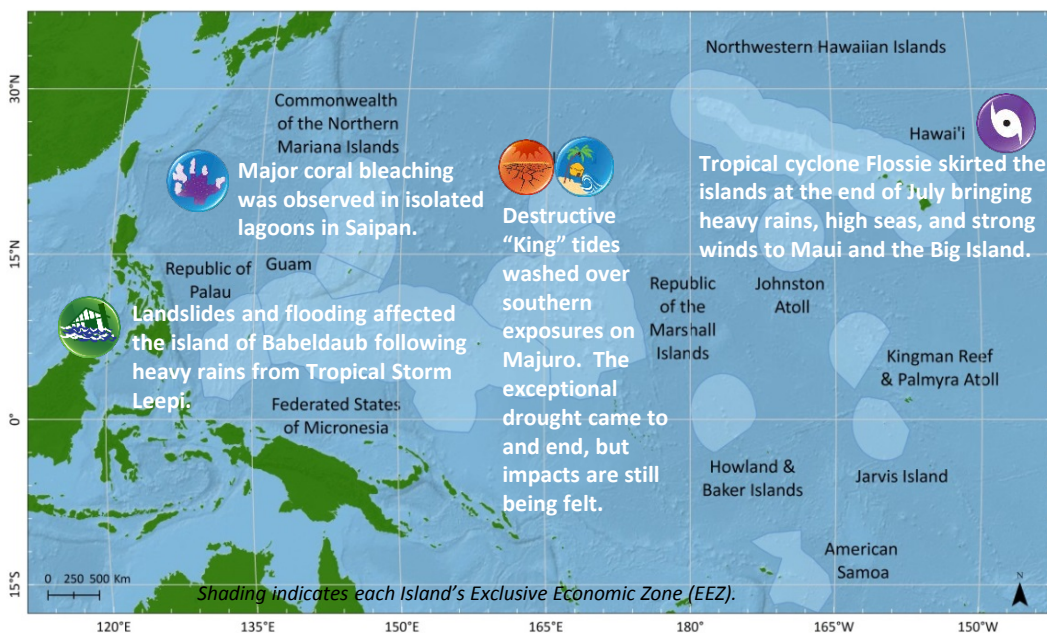 Northwestern Hawaiian Islands
30°N
Commonwealth
of the Northern
Mariana Islands
Hawai'i
Major coral bleaching
was observed in isolated
lagoons in Saipan.
Tropical cyclone Flossie skirted the
islands at the end of July bringing
heavy rains, high seas, and strong
winds to Maui and the Big Island.
Destructive
“King” tides
washed over
southern
exposures on
Majuro. The
exceptional
drought came to
and end, but
impacts are still
being felt.
15°N
Republic of
Palau
Guam
Republic
of the
Marshall
Islands
Johnston
Atoll
Landslides and flooding affected
the island of Babeldaub following
heavy rains from Tropical Storm
Leepi.
Kingman Reef
& Palmyra Atoll
Federated States
of Micronesia
0°
Howland &
Baker Islands
Jarvis Island
American
Samoa
15°S
0 250 500 Km
Shading indicates each Island’s Exclusive Economic Zone (EEZ).
N
120°E 135°E 150°E 165°E 180° 165°W 150°W